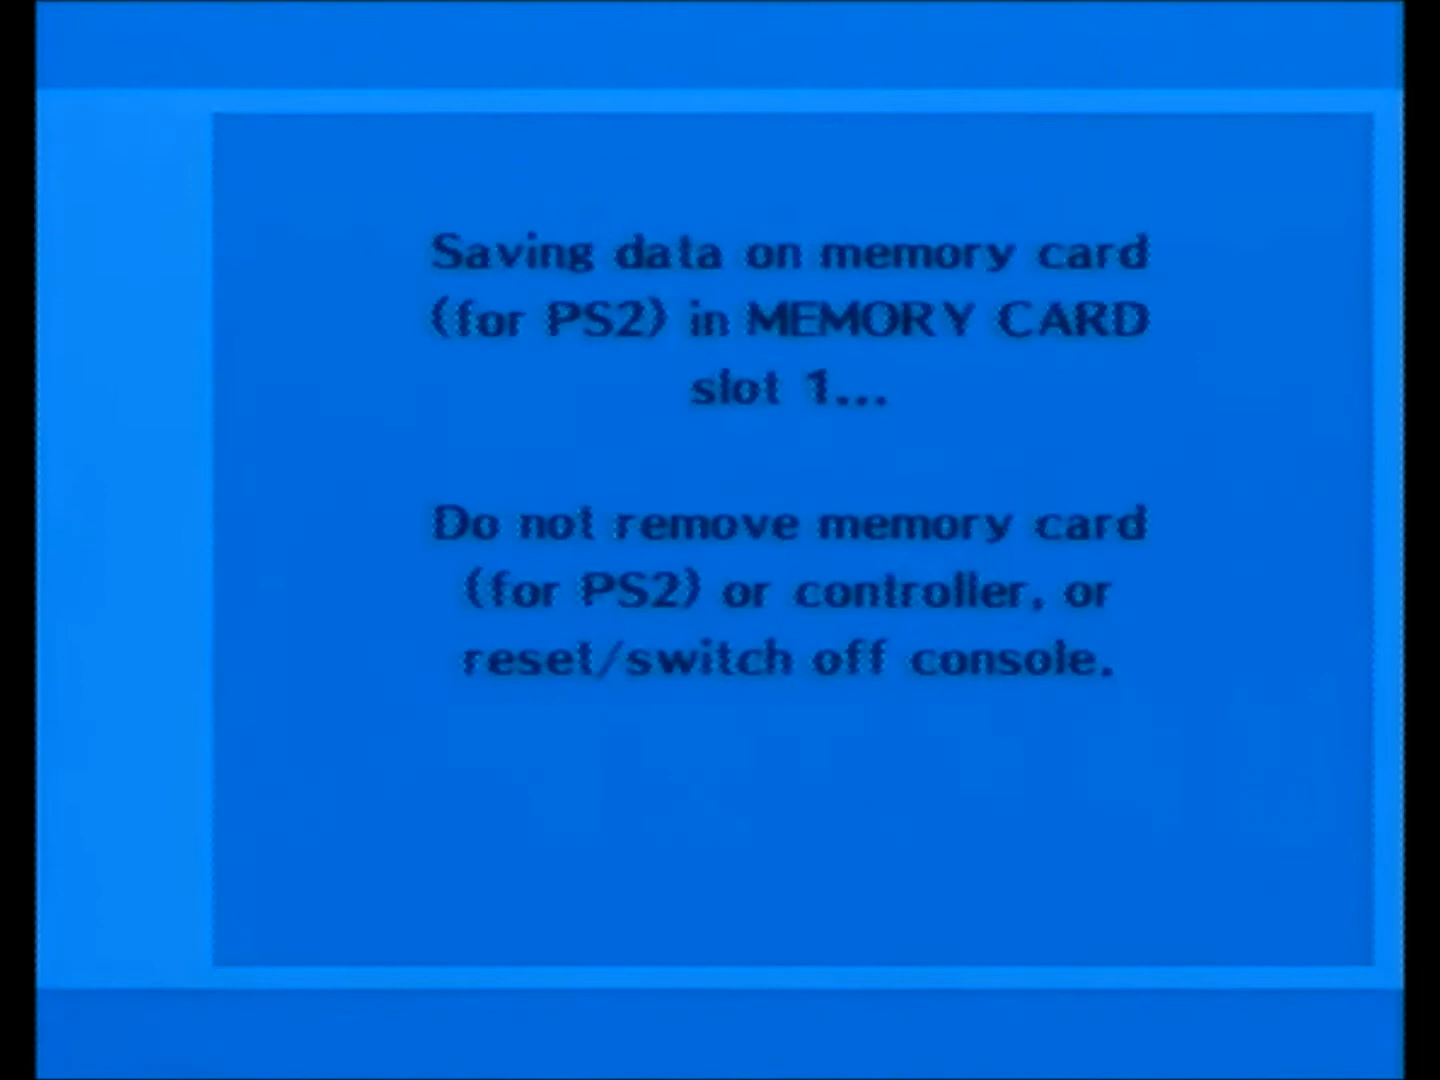 Saving data on memory card
(for PS2) in MEMORY CARD
slot 1...
Do not remove memory card
(for PS2) or controller, or
reset/switch off console.